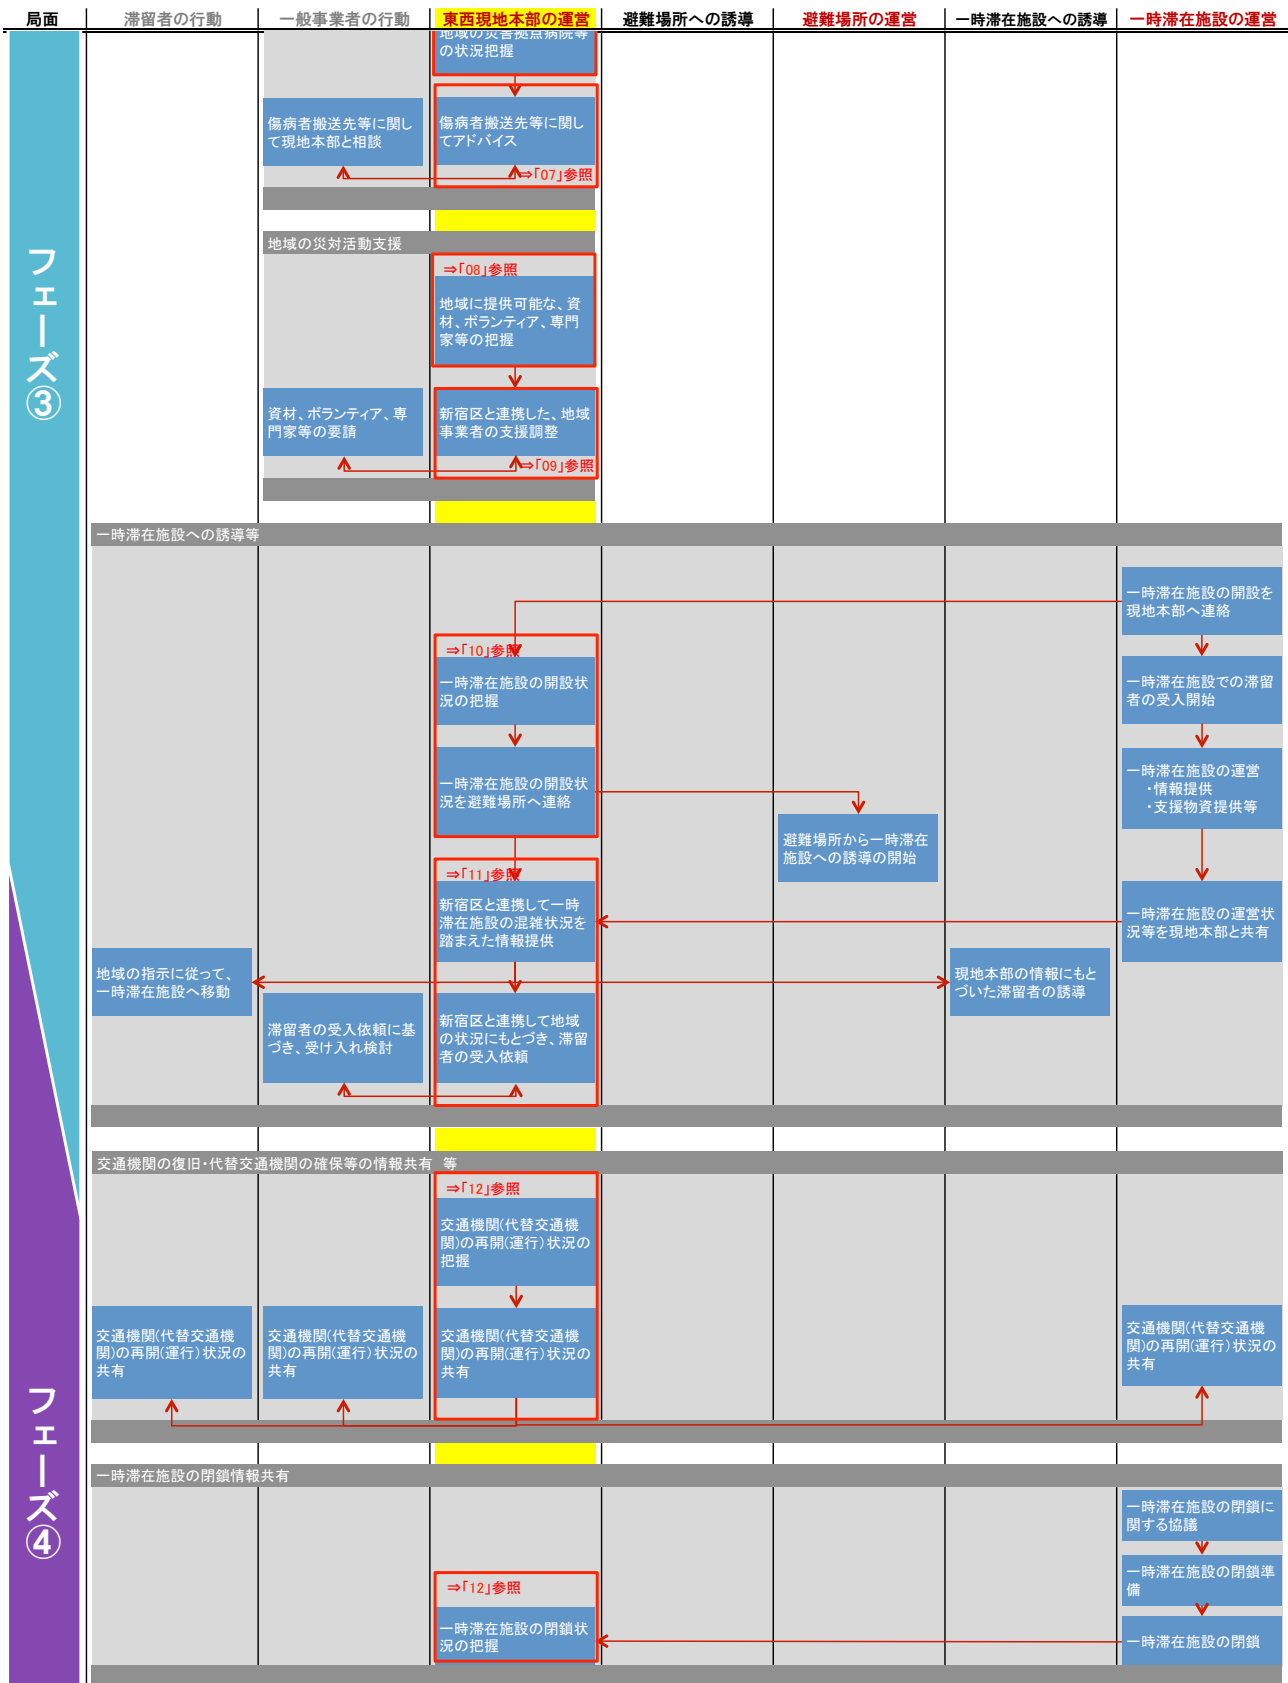 局面
滞留者の行動
一般事業者の行動
東西現地本部の運営
避難場所への誘導
避難場所の運営
一時滞在施設への誘導
一時滞在施設の運営
フェーズ③
地域の災害拠点病院等
の状況把握
傷病者搬送先等に関し
て現地本部と相談
傷病者搬送先等に関し
てアドバイス
⇒「07」参照
地域の災対活動支援
⇒「08」参照
地域に提供可能な、資
材、ボランティア、専門
家等の把握
資材、ボランティア、専
門家等の要請
新宿区と連携した、地域
事業者の支援調整
⇒「09」参照
一時滞在施設への誘導等
一時滞在施設の開設を
現地本部へ連絡
⇒「10」参照
一時滞在施設の開設状
況の把握
一時滞在施設での滞留
者の受入開始
一時滞在施設の開設状
況を避難場所へ連絡
一時滞在施設の運営
・情報提供
・支援物資提供等
避難場所から一時滞在
施設への誘導の開始
⇒「11」参照
新宿区と連携して一時
滞在施設の混雑状況を
踏まえた情報提供
一時滞在施設の運営状
況等を現地本部と共有
地域の指示に従って、
一時滞在施設へ移動
現地本部の情報にもと
づいた滞留者の誘導
滞留者の受入依頼に基
づき、受け入れ検討
新宿区と連携して地域
の状況にもとづき、滞留
者の受入依頼
フェーズ④
交通機関の復旧・代替交通機関の確保等の情報共有　等
⇒「12」参照
交通機関(代替交通機
関)の再開(運行)状況の
把握
交通機関(代替交通機
関)の再開(運行)状況の
共有
交通機関(代替交通機
関)の再開(運行)状況の
共有
交通機関(代替交通機
関)の再開(運行)状況の
共有
交通機関(代替交通機
関)の再開(運行)状況の
共有
一時滞在施設の閉鎖情報共有
一時滞在施設の閉鎖に
関する協議
一時滞在施設の閉鎖準
備
⇒「12」参照
一時滞在施設の閉鎖状
況の把握
一時滞在施設の閉鎖